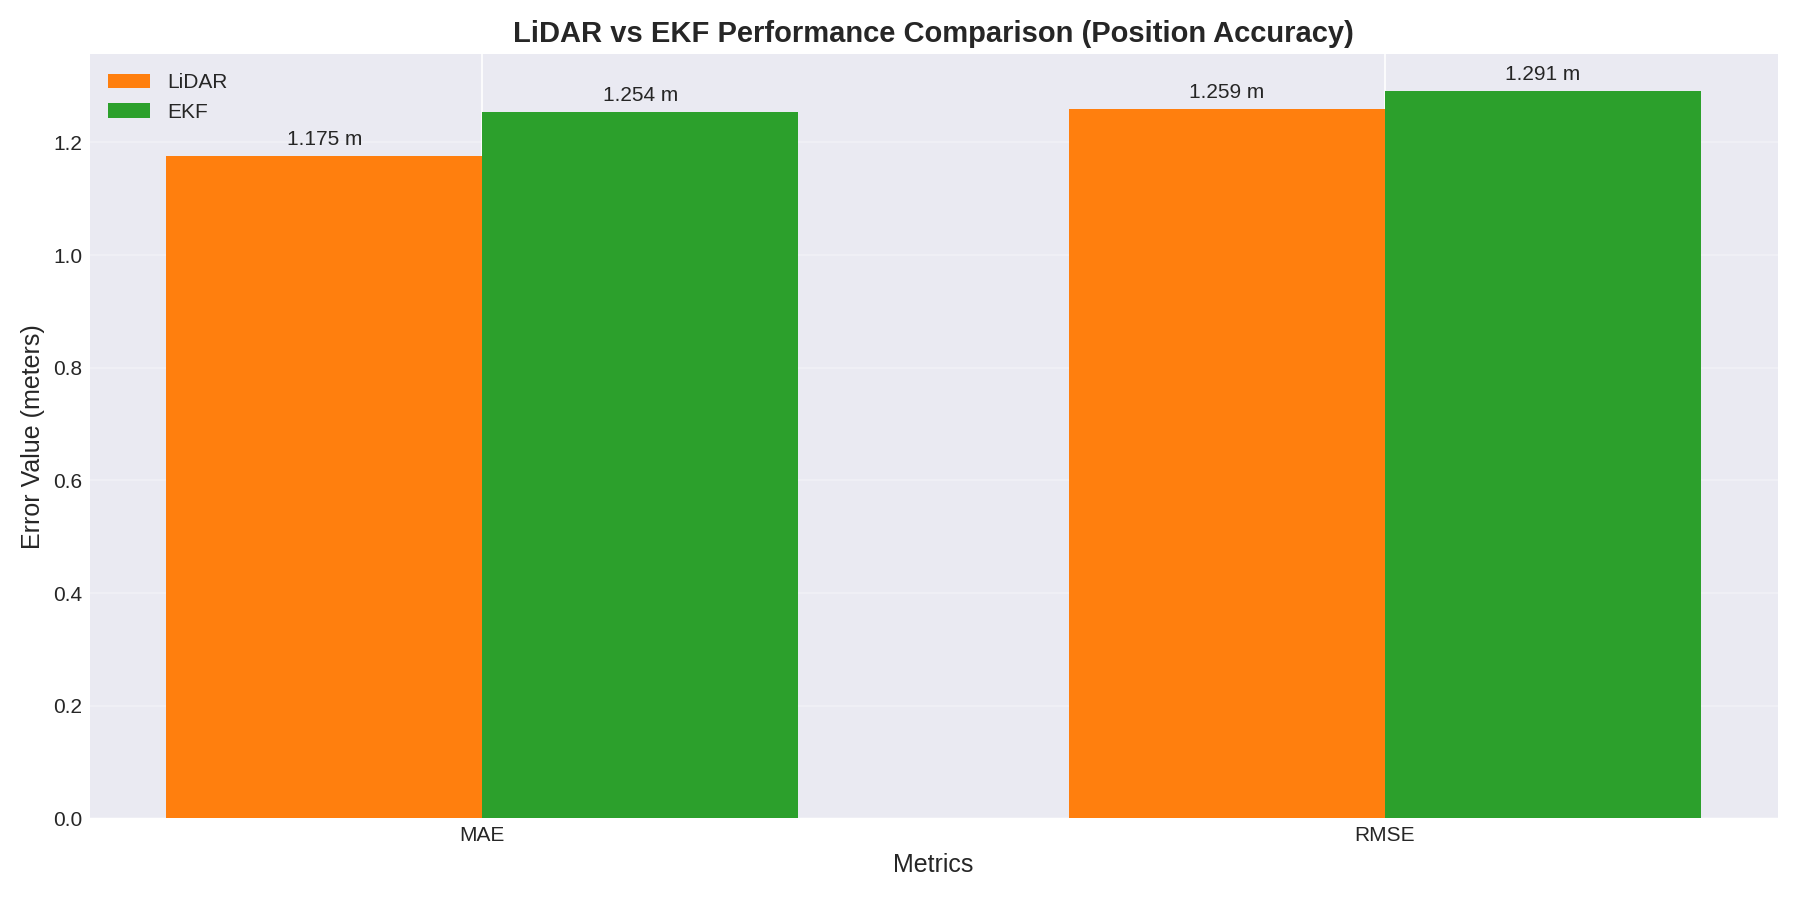 LiDAR vs EKF Performance Comparison (Position Accuracy)
LiDAR
EKF
1.175 m
1.254 m
1.259 m
1.291 m
1.2
1.0
0.8
0.6
0.4
0.2
0.0
Error Value (meters)
MAE
RMSE
Metrics